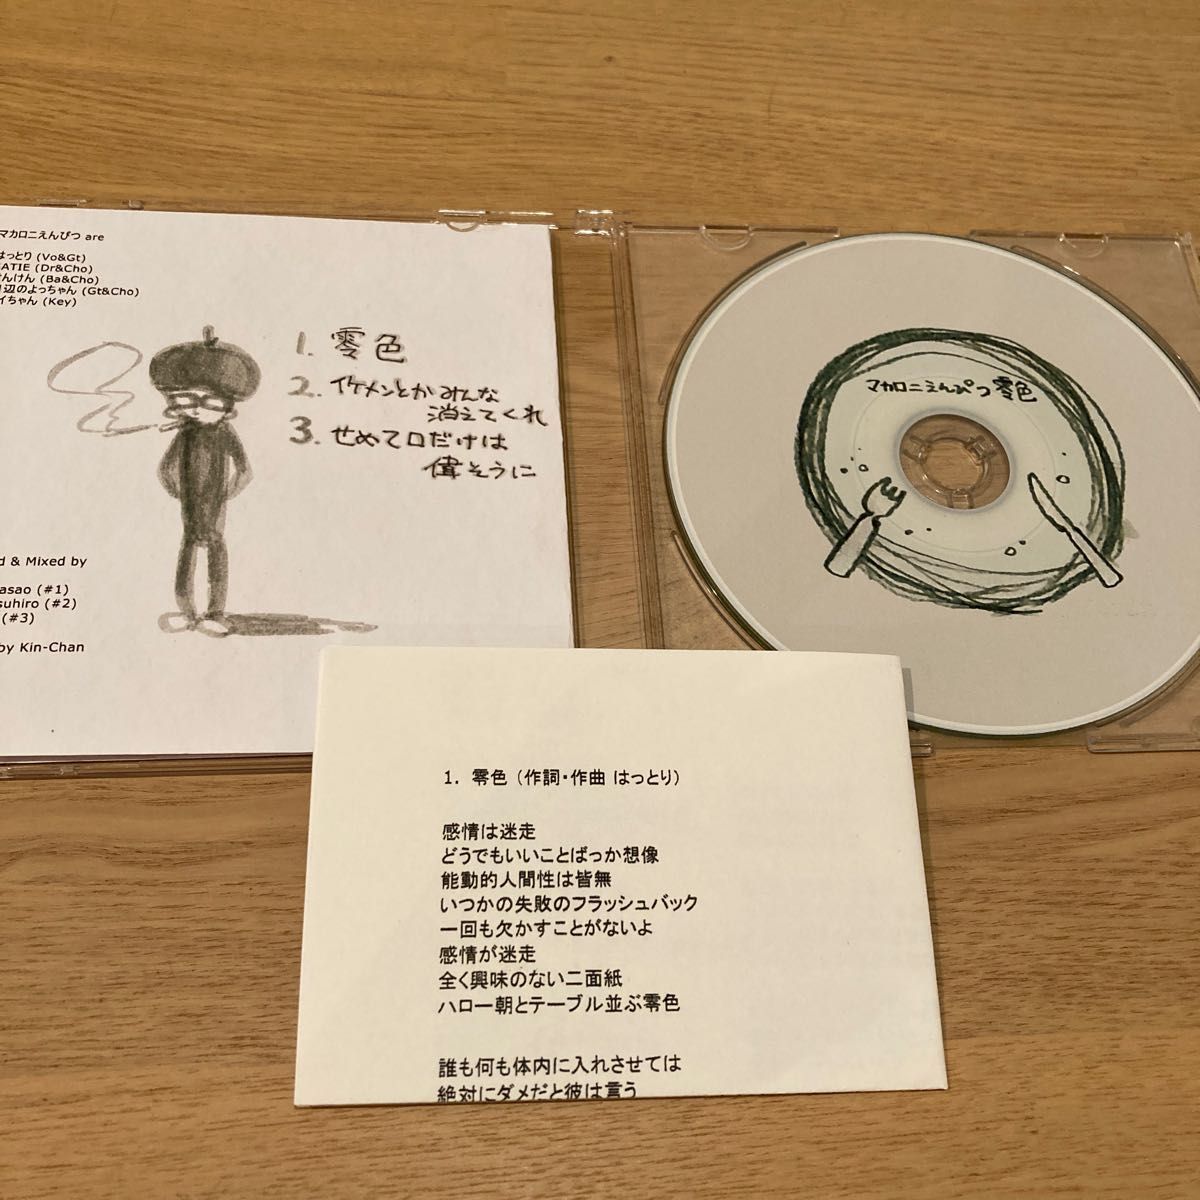 マカロニえんぴつ are
はっとり (Vo&Gt)
ATIE (Dr&Cho)
けんけん (Ba&Cho)
辺のよっちゃん (Gt&Cho)
イちゃん (Key)
1. 零色
2. イケメンとかみんな
消えてくれ
3. せめて口だけは
偉そうに
d & Mixed by
asao (#1)
suhiro (#2)
(#3)
by Kin-Chan
マカロニえんぴつ 零色
1. 零色 (作詞・作曲 はっとり)
感情は迷走
どうでもいいことばっか想像
能動的人間性は皆無
いつかの失敗のフラッシュバック
一回も欠かすことがないよ
感情が迷走
全く興味のない二面紙
ハロー朝とテーブル並ぶ零色
誰も何も体内に入れさせては
絶対にダメだと彼は言う